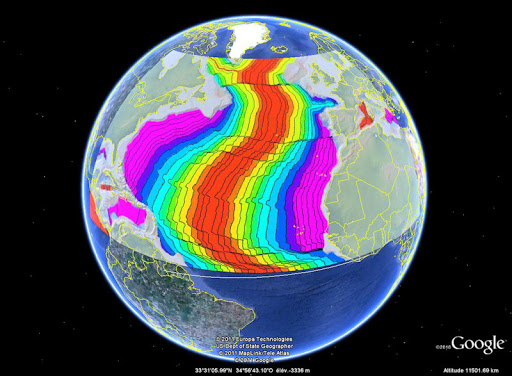 © 2011 Europa Technologies
US Dept of State Geographer
© 2011 MapLink/Tele Atlas
© 2011 Google
©2010 Google
33°31'05.99"N 34°56'43.10"O élév. -3336 m
Altitude 11501.69 km